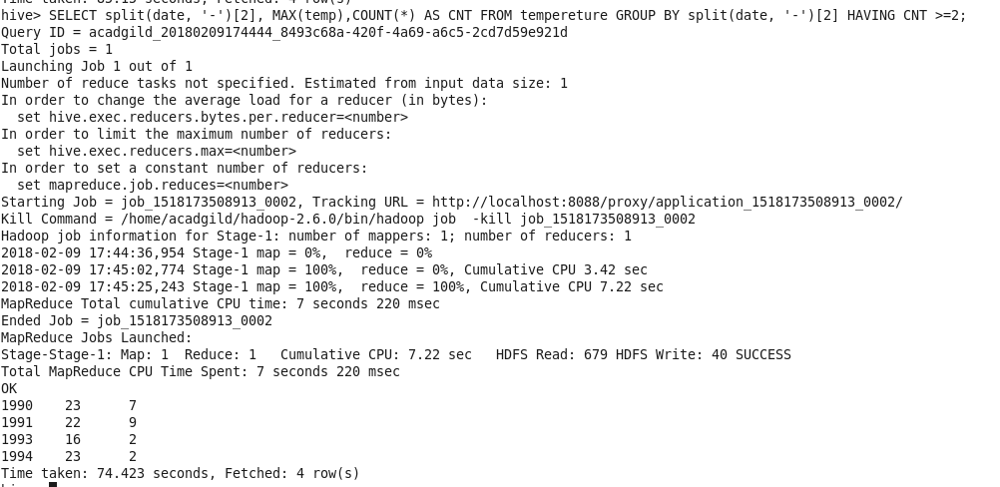 Time taken: 83.15 seconds, Fetched: 4 row(s)
hive> SELECT split(date, '-')[2], MAX(temp),COUNT(*) AS CNT FROM tempereture GROUP BY split(date, '-')[2] HAVING CNT >=2;
Query ID = acadgild_20180209174444_8493c68a-420f-4a69-a6c5-2cd7d59e921d
Total jobs = 1
Launching Job 1 out of 1
Number of reduce tasks not specified. Estimated from input data size: 1
In order to change the average load for a reducer (in bytes):
  set hive.exec.reducers.bytes.per.reducer=<number>
In order to limit the maximum number of reducers:
  set hive.exec.reducers.max=<number>
In order to set a constant number of reducers:
  set mapreduce.job.reduces=<number>
Starting Job = job_1518173508913_0002, Tracking URL = http://localhost:8088/proxy/application_1518173508913_0002/
Kill Command = /home/acadgild/hadoop-2.6.0/bin/hadoop job  -kill job_1518173508913_0002
Hadoop job information for Stage-1: number of mappers: 1; number of reducers: 1
2018-02-09 17:44:36,954 Stage-1 map = 0%,  reduce = 0%
2018-02-09 17:45:02,774 Stage-1 map = 100%,  reduce = 0%, Cumulative CPU 3.42 sec
2018-02-09 17:45:25,243 Stage-1 map = 100%,  reduce = 100%, Cumulative CPU 7.22 sec
MapReduce Total cumulative CPU time: 7 seconds 220 msec
Ended Job = job_1518173508913_0002
MapReduce Jobs Launched:
Stage-Stage-1: Map: 1  Reduce: 1   Cumulative CPU: 7.22 sec   HDFS Read: 679 HDFS Write: 40 SUCCESS
Total MapReduce CPU Time Spent: 7 seconds 220 msec
OK
1990    23      7
1991    22      9
1993    16      2
1994    23      2
Time taken: 74.423 seconds, Fetched: 4 row(s)